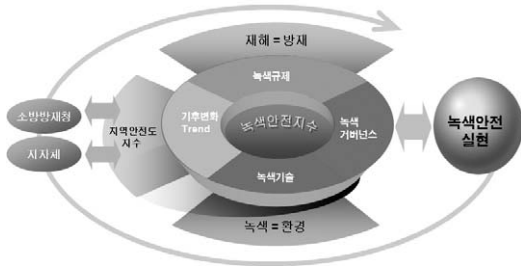 재해 = 방재
녹색규제
소방방재청
지자체
지역안전도
지수
기후변화
Trend
녹색안전지수
녹색
거버넌스
녹색안전
실현
녹색기술
녹색 = 환경